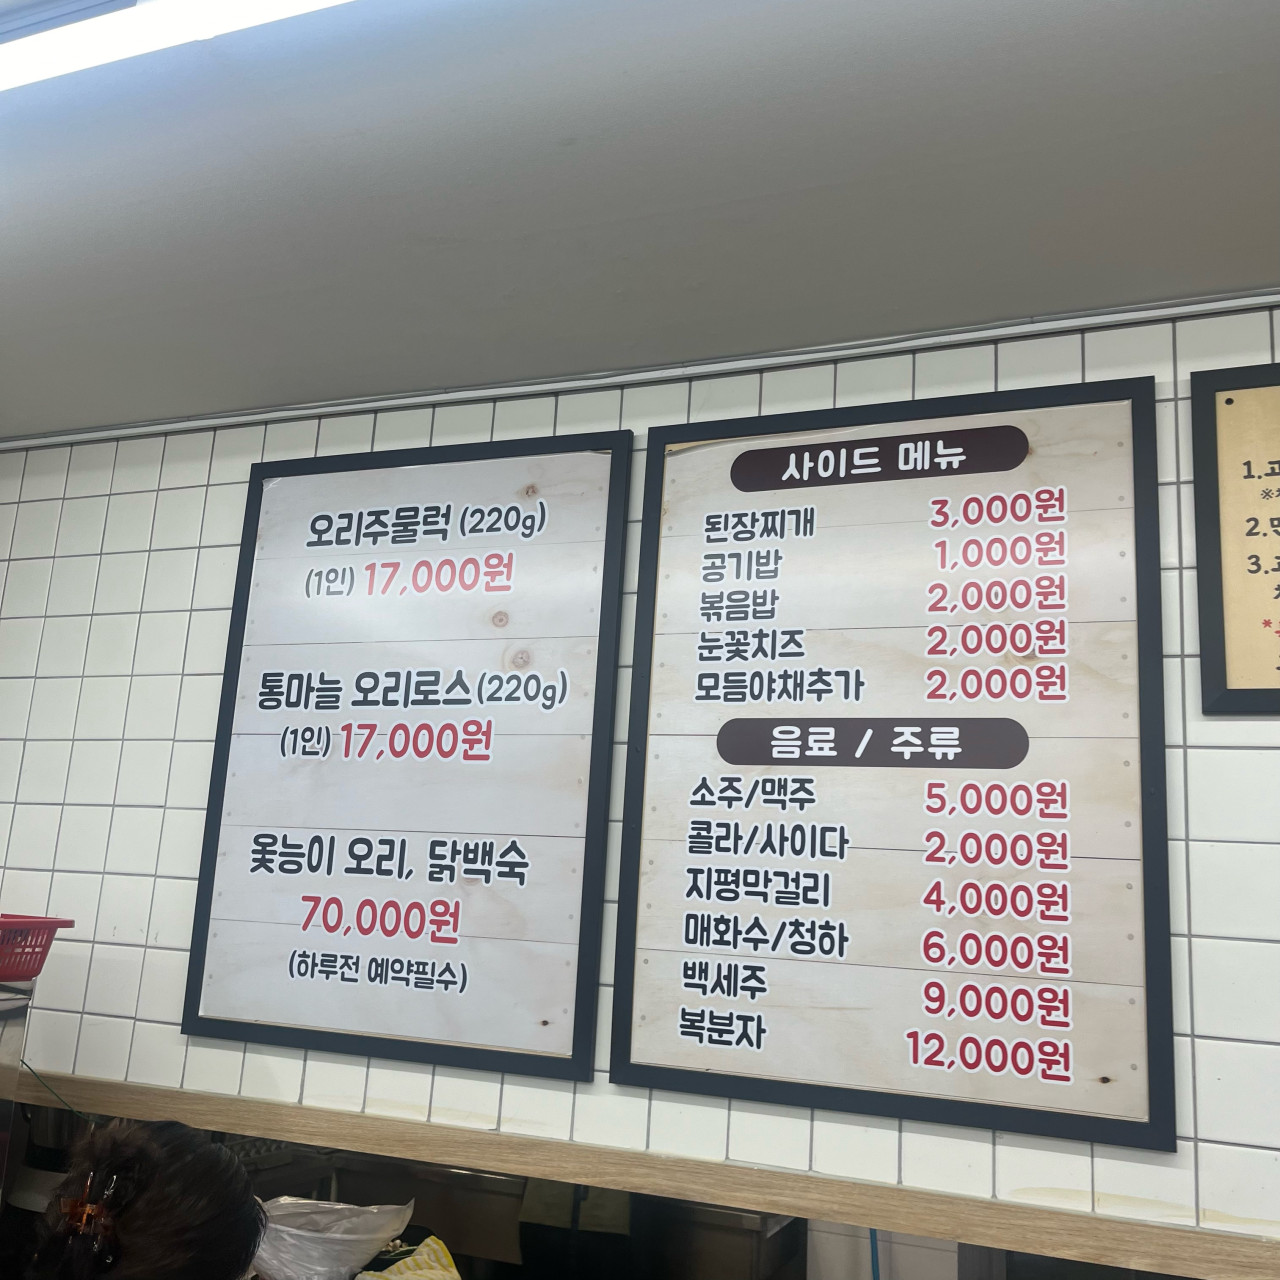 오리주물럭 (220g)
(1인) 17,000원
통마늘 오리로스 (220g)
(1인) 17,000원
옻능이 오리, 닭백숙
70,000원
(하루전 예약필수)
사이드 메뉴
된장찌개 3,000원
공기밥 1,000원
볶음밥 2,000원
눈꽃치즈 2,000원
모듬야채추가 2,000원
음료 / 주류
소주/맥주 5,000원
콜라/사이다 2,000원
지평막걸리 4,000원
매화수/청하 6,000원
백세주 9,000원
복분자 12,000원
1.
2.
3.